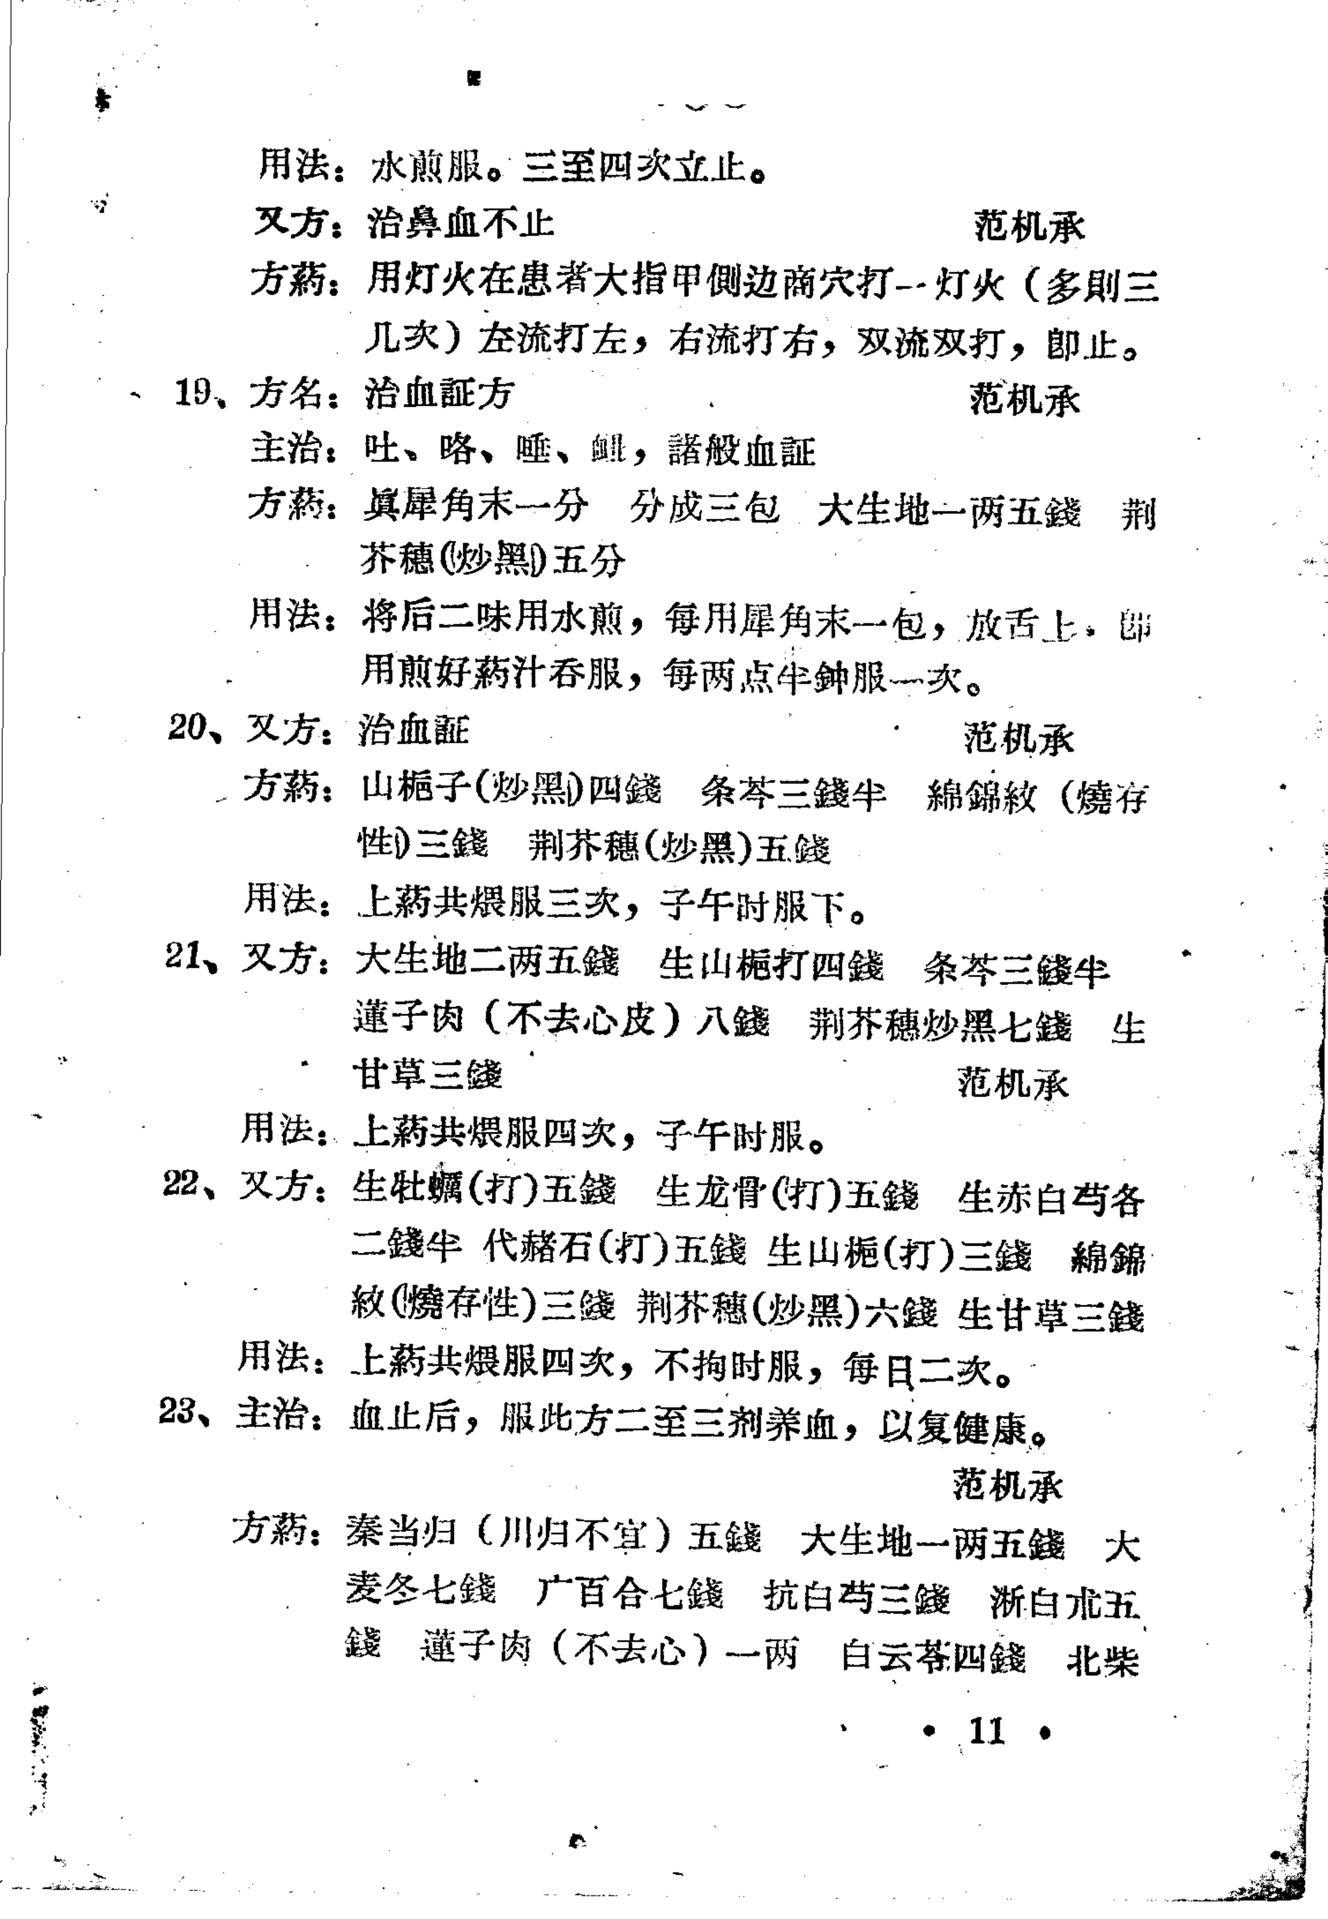 用法：水煎服。三至四次立止。
又方：治鼻血不止 范机承
方葯：用灯火在患者大指甲側边商穴打一灯火（多則三
几次）左流打左，右流打右，双流双打，卽止。
19、方名：治血証方 范机承
主治：吐、咯、唾、衄，諸般血証
方葯：眞犀角末一分 分成三包 大生地一两五錢 荆
芥穗(炒黑)五分
用法：将后二味用水煎，每用犀角末一包，放舌上，卽
用煎好葯汁吞服，每两点半鈡服一次。
20、又方：治血証 范机承
方葯：山梔子(炒黑)四錢 条芩三錢半 綿錦紋（燒存
性)三錢 荆芥穗(炒黑)五錢
用法：上葯共煨服三次，子午时服下。
21、又方：大生地二两五錢 生山梔打四錢 条芩三錢半
蓮子肉（不去心皮）八錢 荆芥穗炒黑七錢 生
甘草三錢 范机承
用法：上葯共煨服四次，子午时服。
22、又方：生牡蠣(打)五錢 生龙骨(打)五錢 生赤白芍各
二錢半 代赭石(打)五錢 生山梔(打)三錢 綿錦
紋(燒存性)三錢 荆芥穗(炒黑)六錢 生甘草三錢
用法：上葯共煨服四次，不拘时服，每日二次。
23、主治：血止后，服此方二至三剂养血，以复健康。
范机承
方葯：秦当归（川归不宜）五錢 大生地一两五錢 大
麦冬七錢 广百合七錢 抗白芍三錢 浙白朮五
錢 蓮子肉（不去心）一两 白云苓四錢 北柴
• 11 •